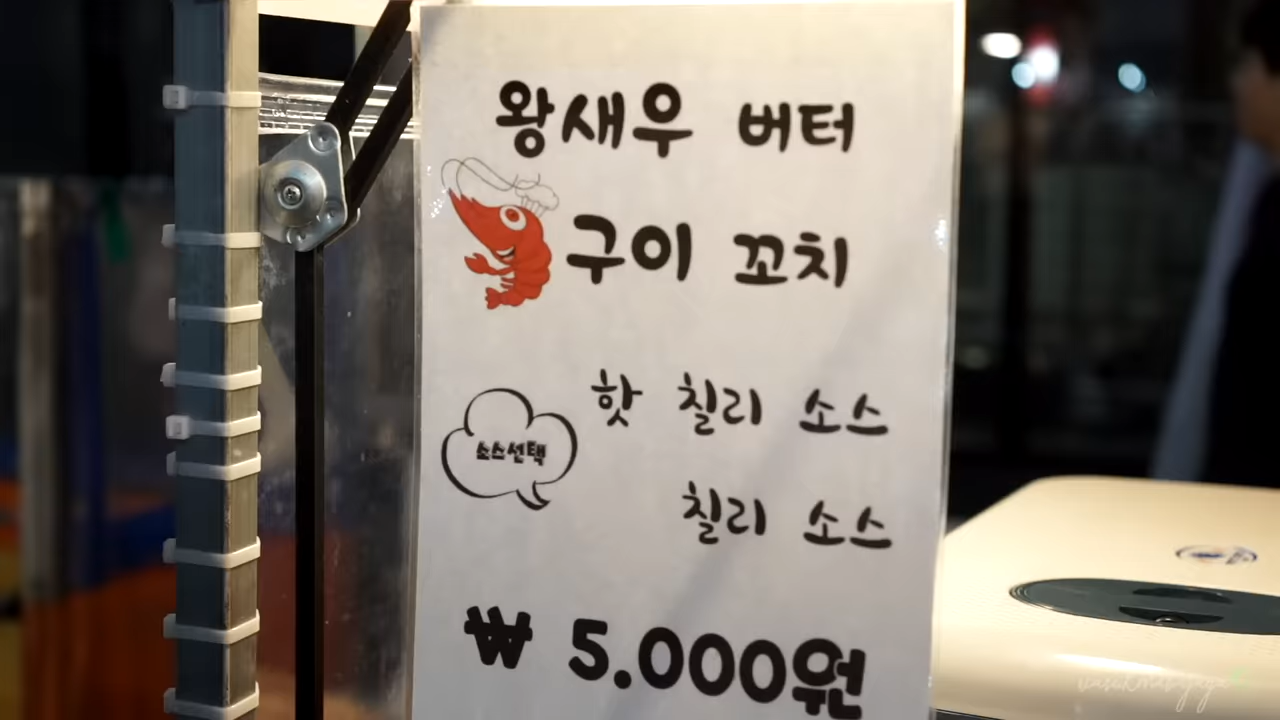 왕새우 버터
구이 꼬치
핫 칠리 소스
소스선택
칠리 소스
₩ 5.000원